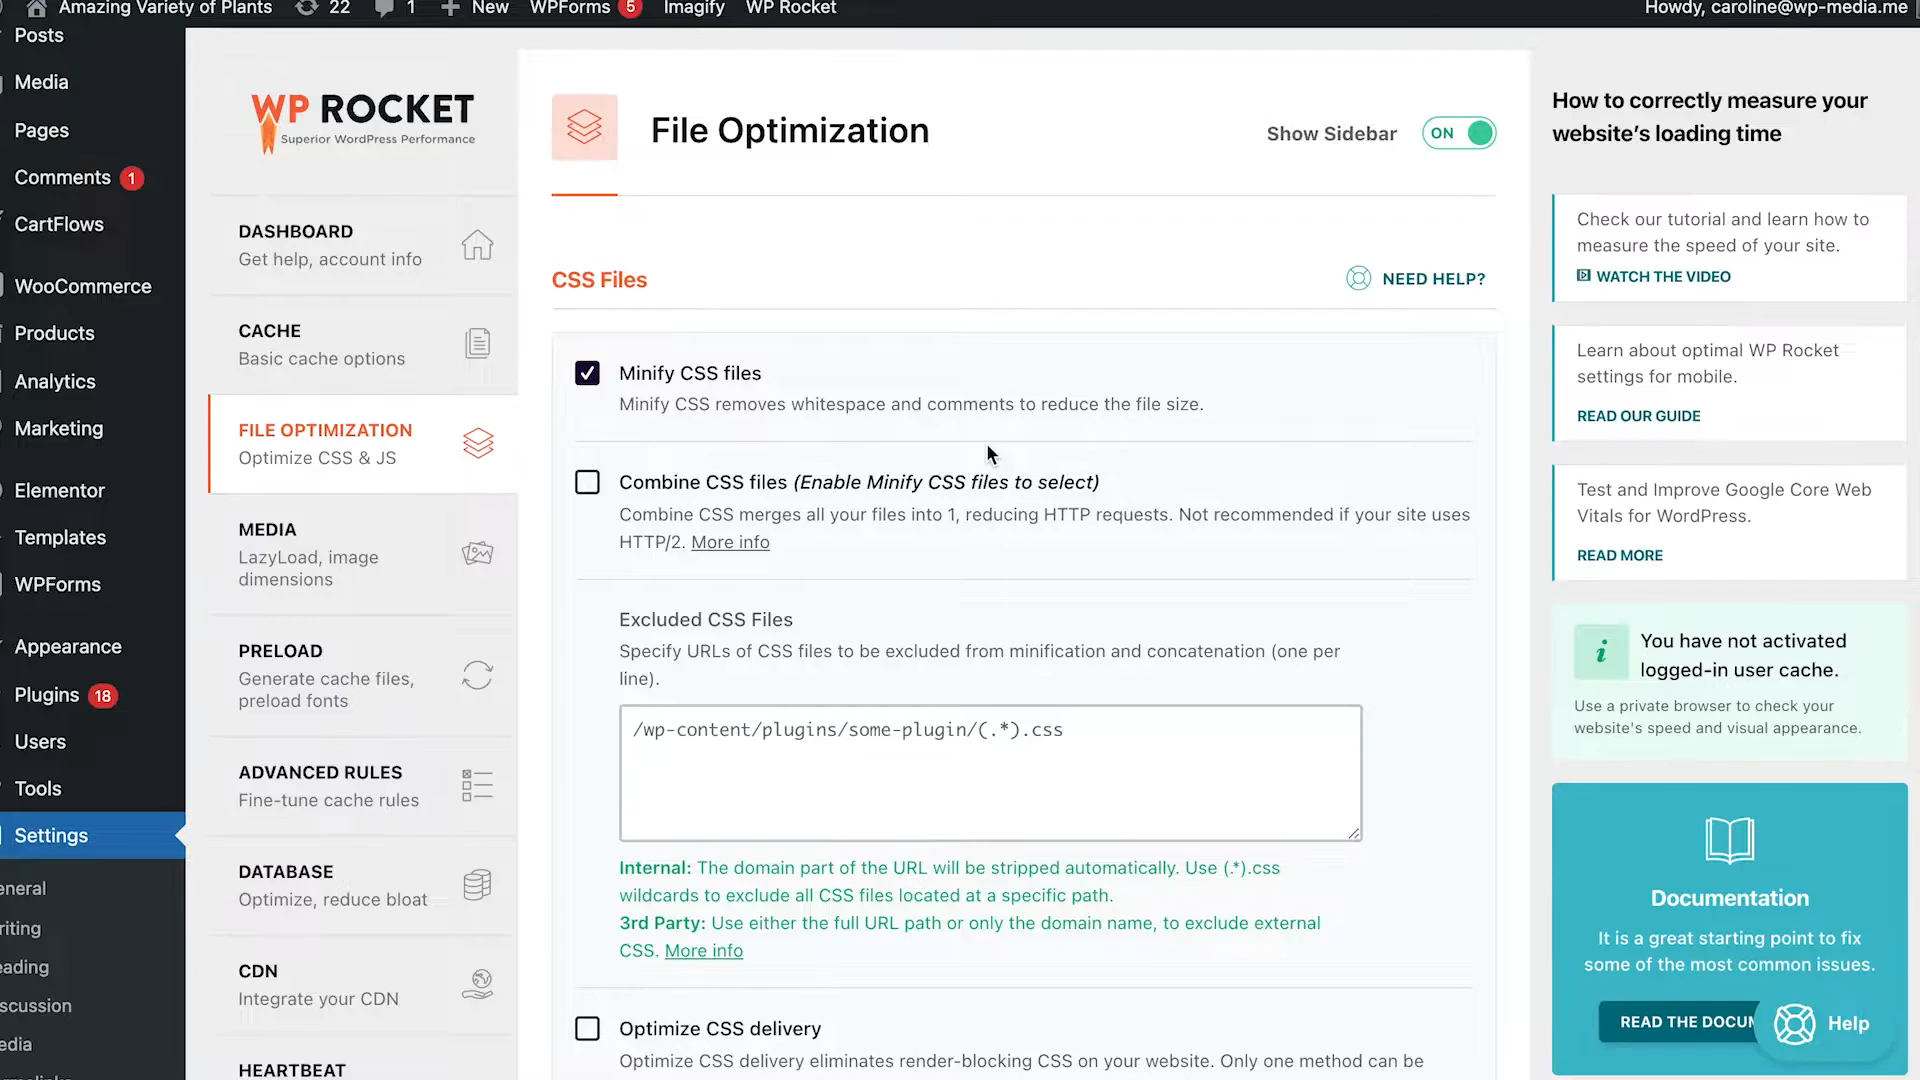 Amazing Variety of Plants 22 1 New WPForms 5 Imagify WP Rocket Howdy, caroline@wp-media.me
Posts
Media
Pages
Comments 1
CartFlows
WooCommerce
Products
Analytics
Marketing
Elementor
Templates
WPForms
Appearance
Plugins 18
Users
Tools
Settings
eneral
riting
eading
scussion
edia
WP ROCKET
Superior WordPress Performance
DASHBOARD
Get help, account info
CACHE
Basic cache options
FILE OPTIMIZATION
Optimize CSS & JS
MEDIA
LazyLoad, image
dimensions
PRELOAD
Generate cache files,
preload fonts
ADVANCED RULES
Fine-tune cache rules
DATABASE
Optimize, reduce bloat
CDN
Integrate your CDN
HEARTBEAT
File Optimization
Show Sidebar ON
CSS Files
NEED HELP?
Minify CSS files
Minify CSS removes whitespace and comments to reduce the file size.
Combine CSS files (Enable Minify CSS files to select)
Combine CSS merges all your files into 1, reducing HTTP requests. Not recommended if your site uses
HTTP/2. More info
Excluded CSS Files
Specify URLs of CSS files to be excluded from minification and concatenation (one per
line).
/wp-content/plugins/some-plugin/(.*).css
Internal: The domain part of the URL will be stripped automatically. Use (.*).css
wildcards to exclude all CSS files located at a specific path.
3rd Party: Use either the full URL path or only the domain name, to exclude external
CSS. More info
Optimize CSS delivery
Optimize CSS delivery eliminates render-blocking CSS on your website. Only one method can be
How to correctly measure your
website's loading time
Check our tutorial and learn how to
measure the speed of your site.
WATCH THE VIDEO
Learn about optimal WP Rocket
settings for mobile.
READ OUR GUIDE
Test and Improve Google Core Web
Vitals for WordPress.
READ MORE
i
You have not activated
logged-in user cache.
Use a private browser to check your
website's speed and visual appearance.
Documentation
It is a great starting point to fix
some of the most common issues.
READ THE DOCUM
Help